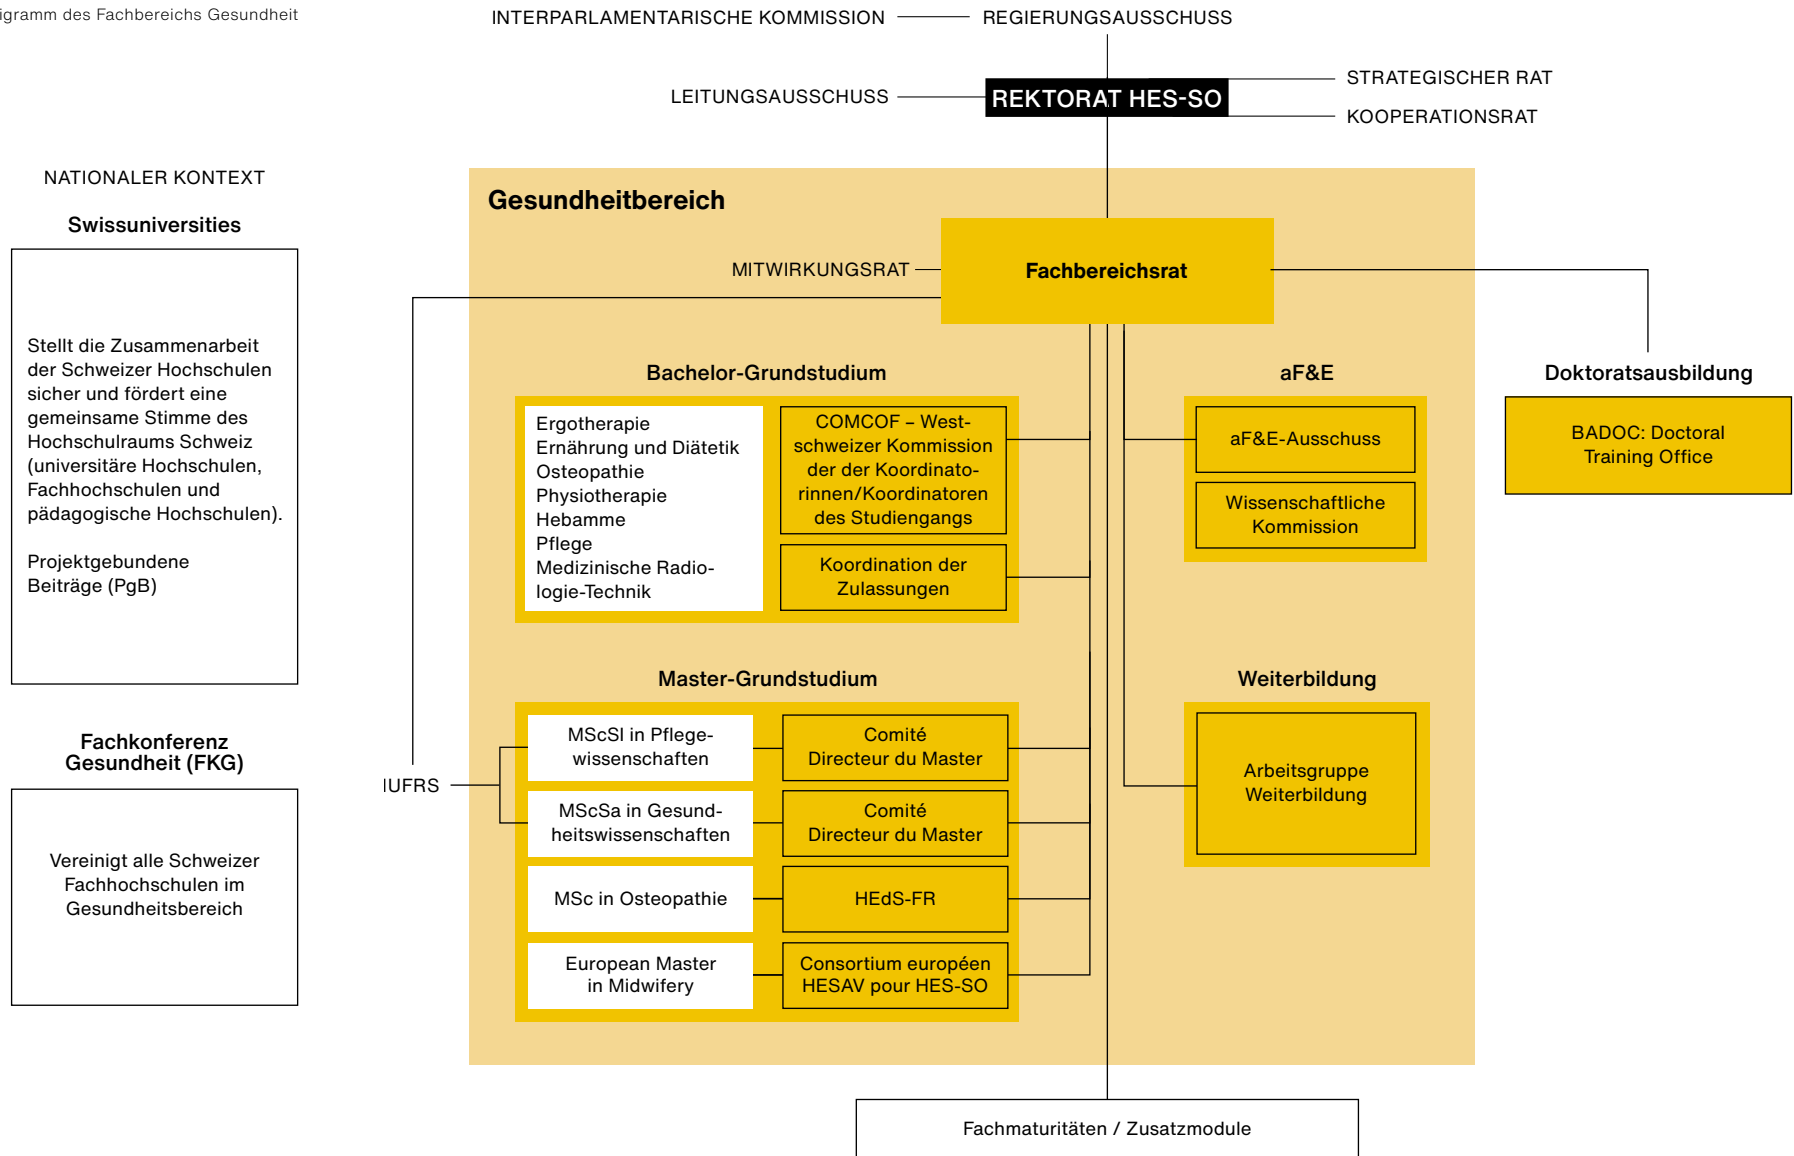 igramm des Fachbereichs Gesundheit
INTERPARLAMENTARISCHE KOMMISSION
REGIERUNGSAUSSCHUSS
LEITUNGSAUSSCHUSS
REKTORAT HES-SO
STRATEGISCHER RAT
KOOPERATIONSRAT
NATIONALER KONTEXT
Swissuniversities
Stellt die Zusammenarbeit
der Schweizer Hochschulen
sicher und fördert eine
gemeinsame Stimme des
Hochschulraums Schweiz
(universitäre Hochschulen,
Fachhochschulen und
pädagogische Hochschulen).
Projektgebundene
Beiträge (PgB)
Fachkonferenz
Gesundheit (FKG)
Vereinigt alle Schweizer
Fachhochschulen im
Gesundheitsbereich
Gesundheitbereich
MITWIRKUNGSRAT
Fachbereichsrat
Bachelor-Grundstudium
Ergotherapie
Ernährung und Diätetik
Osteopathie
Physiotherapie
Hebamme
Pflege
Medizinische Radio-
logie-Technik
COMCOF – West-
schweizer Kommission
der der Koordinato-
rinnen/Koordinatoren
des Studiengangs
Koordination der
Zulassungen
aF&E
aF&E-Ausschuss
Wissenschaftliche
Kommission
Doktoratsausbildung
BADOC: Doctoral
Training Office
Master-Grundstudium
IUFRS
MScSI in Pflege-
wissenschaften
Comité
Directeur du Master
MScSa in Gesund-
heitswissenschaften
Comité
Directeur du Master
MSc in Osteopathie
HEdS-FR
European Master
in Midwifery
Consortium européen
HESAV pour HES-SO
Weiterbildung
Arbeitsgruppe
Weiterbildung
Fachmaturitäten / Zusatzmodule